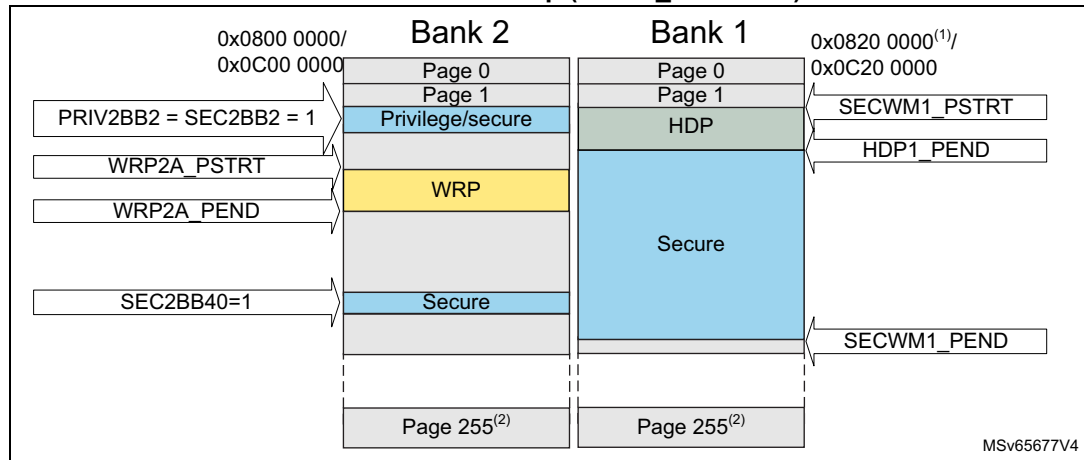 Bank 2
Bank 1
0x0800 0000/
0x0C00 0000
0x0820 0000(1)/
0x0C20 0000
Page 0
Page 0
Page 1
Page 1
SECWM1_PSTRT
PRIV2BB2 = SEC2BB2 = 1
Privilege/secure
HDP
HDP1_PEND
WRP2A_PSTRT
WRP
WRP2A_PEND
Secure
SEC2BB40=1
Secure
SECWM1_PEND
Page 255(2)
Page 255(2)
MSv65677V4